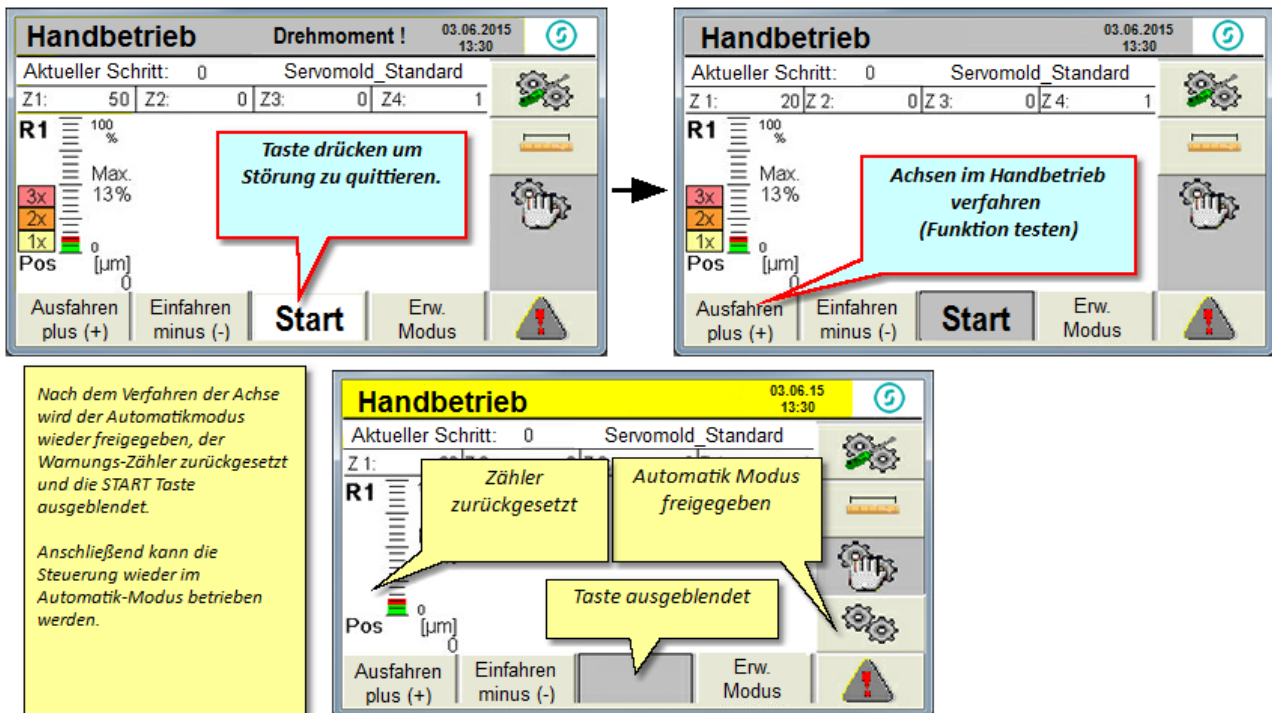 Handbetrieb Drehmoment ! 03.06.2015 13:30
Aktueller Schritt: 0 Servomold_Standard
Z1: 50 Z2: 0 Z3: 0 Z4: 1
R1 100 %
Max.
13%
3x
2x
1x
0
Pos [µm]
0
Taste drücken um
Störung zu quittieren.
Ausfahren plus (+)
Einfahren minus (-)
Start
Erw. Modus
Handbetrieb 03.06.2015 13:30
Aktueller Schritt: 0 Servomold_Standard
Z 1: 20 Z 2: 0 Z 3: 0 Z 4: 1
R1 100 %
Max.
13%
3x
2x
1x
0
Pos [µm]
0
Achsen im Handbetrieb
verfahren
(Funktion testen)
Ausfahren plus (+)
Einfahren minus (-)
Start
Erw. Modus
Nach dem Verfahren der Achse
wird der Automatikmodus
wieder freigegeben, der
Warnungs-Zähler zurückgesetzt
und die START Taste
ausgeblendet.
Anschließend kann die
Steuerung wieder im
Automatik-Modus betrieben
werden.
Handbetrieb 03.06.15 13:30
Aktueller Schritt: 0 Servomold_Standard
Z 1:
R1
Zähler
zurückgesetzt
Automatik Modus
freigegeben
Taste ausgeblendet
0
Pos [µm]
0
Ausfahren plus (+)
Einfahren minus (-)
Erw. Modus